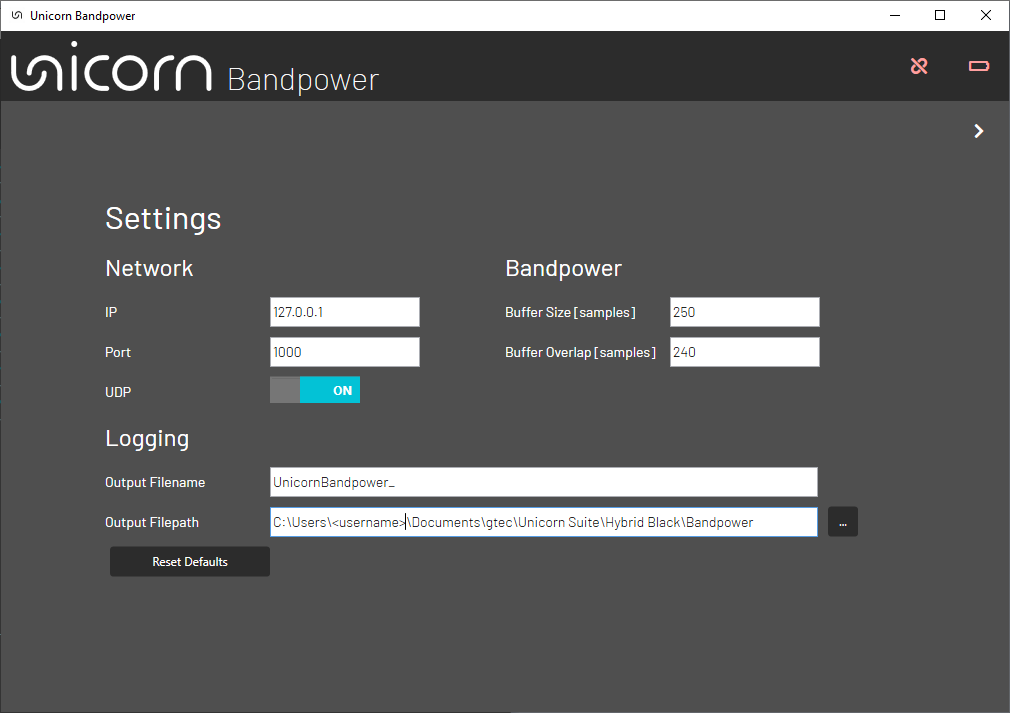 Unicorn Bandpower
unicorn Bandpower
Settings
Network
IP 127.0.0.1
Port 1000
UDP ON
Bandpower
Buffer Size [samples] 250
Buffer Overlap [samples] 240
Logging
Output Filename UnicornBandpower_
Output Filepath C:\Users\<username>\Documents\gtec\Unicorn Suite\Hybrid Black\Bandpower ...
Reset Defaults